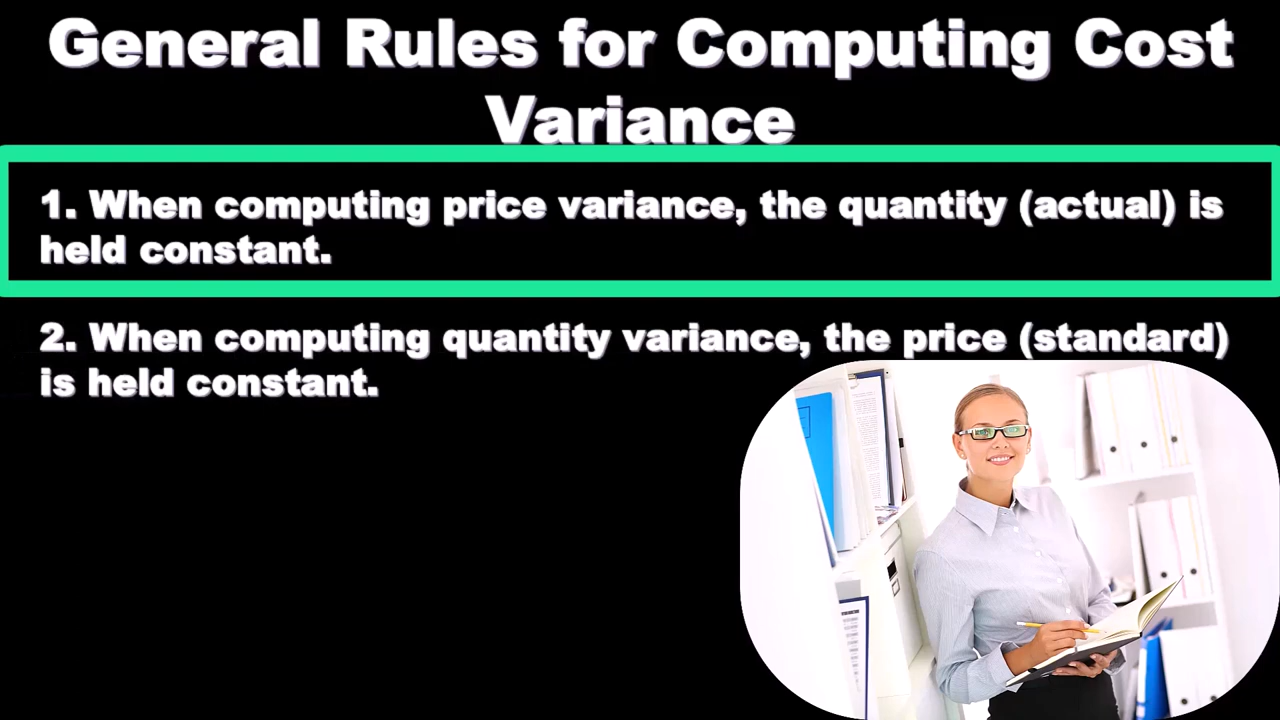 General Rules for Computing Cost
Variance
1. When computing price variance, the quantity (actual) is
held constant.
2. When computing quantity variance, the price (standard)
is held constant.